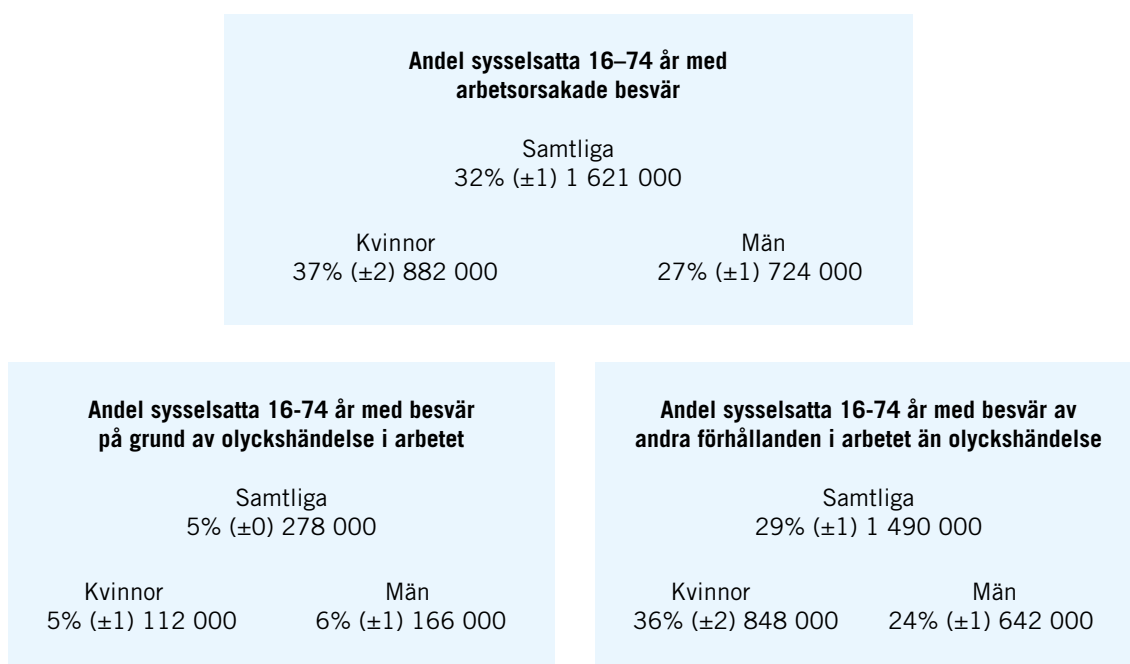 Andel sysselsatta 16–74 år med
arbetsorsakade besvär
Samtliga
32% (±1) 1 621 000
Kvinnor
37% (±2) 882 000
Män
27% (±1) 724 000
Andel sysselsatta 16-74 år med besvär
på grund av olyckshändelse i arbetet
Samtliga
5% (±0) 278 000
Kvinnor
5% (±1) 112 000
Män
6% (±1) 166 000
Andel sysselsatta 16-74 år med besvär av
andra förhållanden i arbetet än olyckshändelse
Samtliga
29% (±1) 1 490 000
Kvinnor
36% (±2) 848 000
Män
24% (±1) 642 000